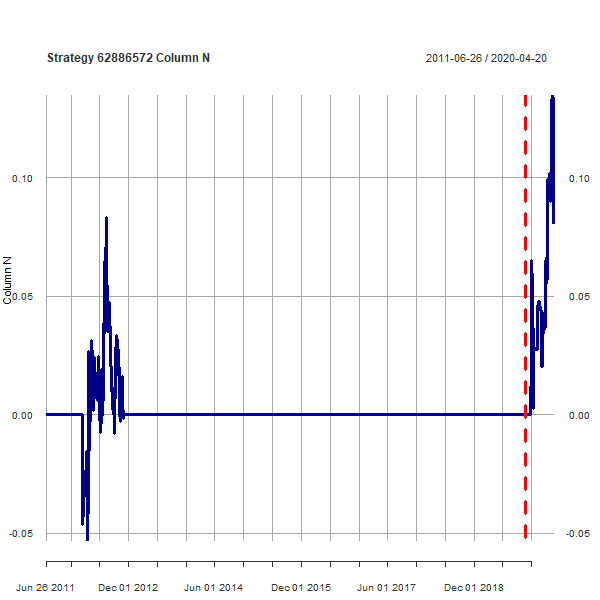 Strategy 62886572 Column N 2011-06-26 / 2020-04-20
0.10 0.10
0.05 0.05
Column N
0.00 0.00
-0.05 -0.05
Jun 26 2011 Dec 01 2012 Jun 01 2014 Dec 01 2015 Jun 01 2017 Dec 01 2018